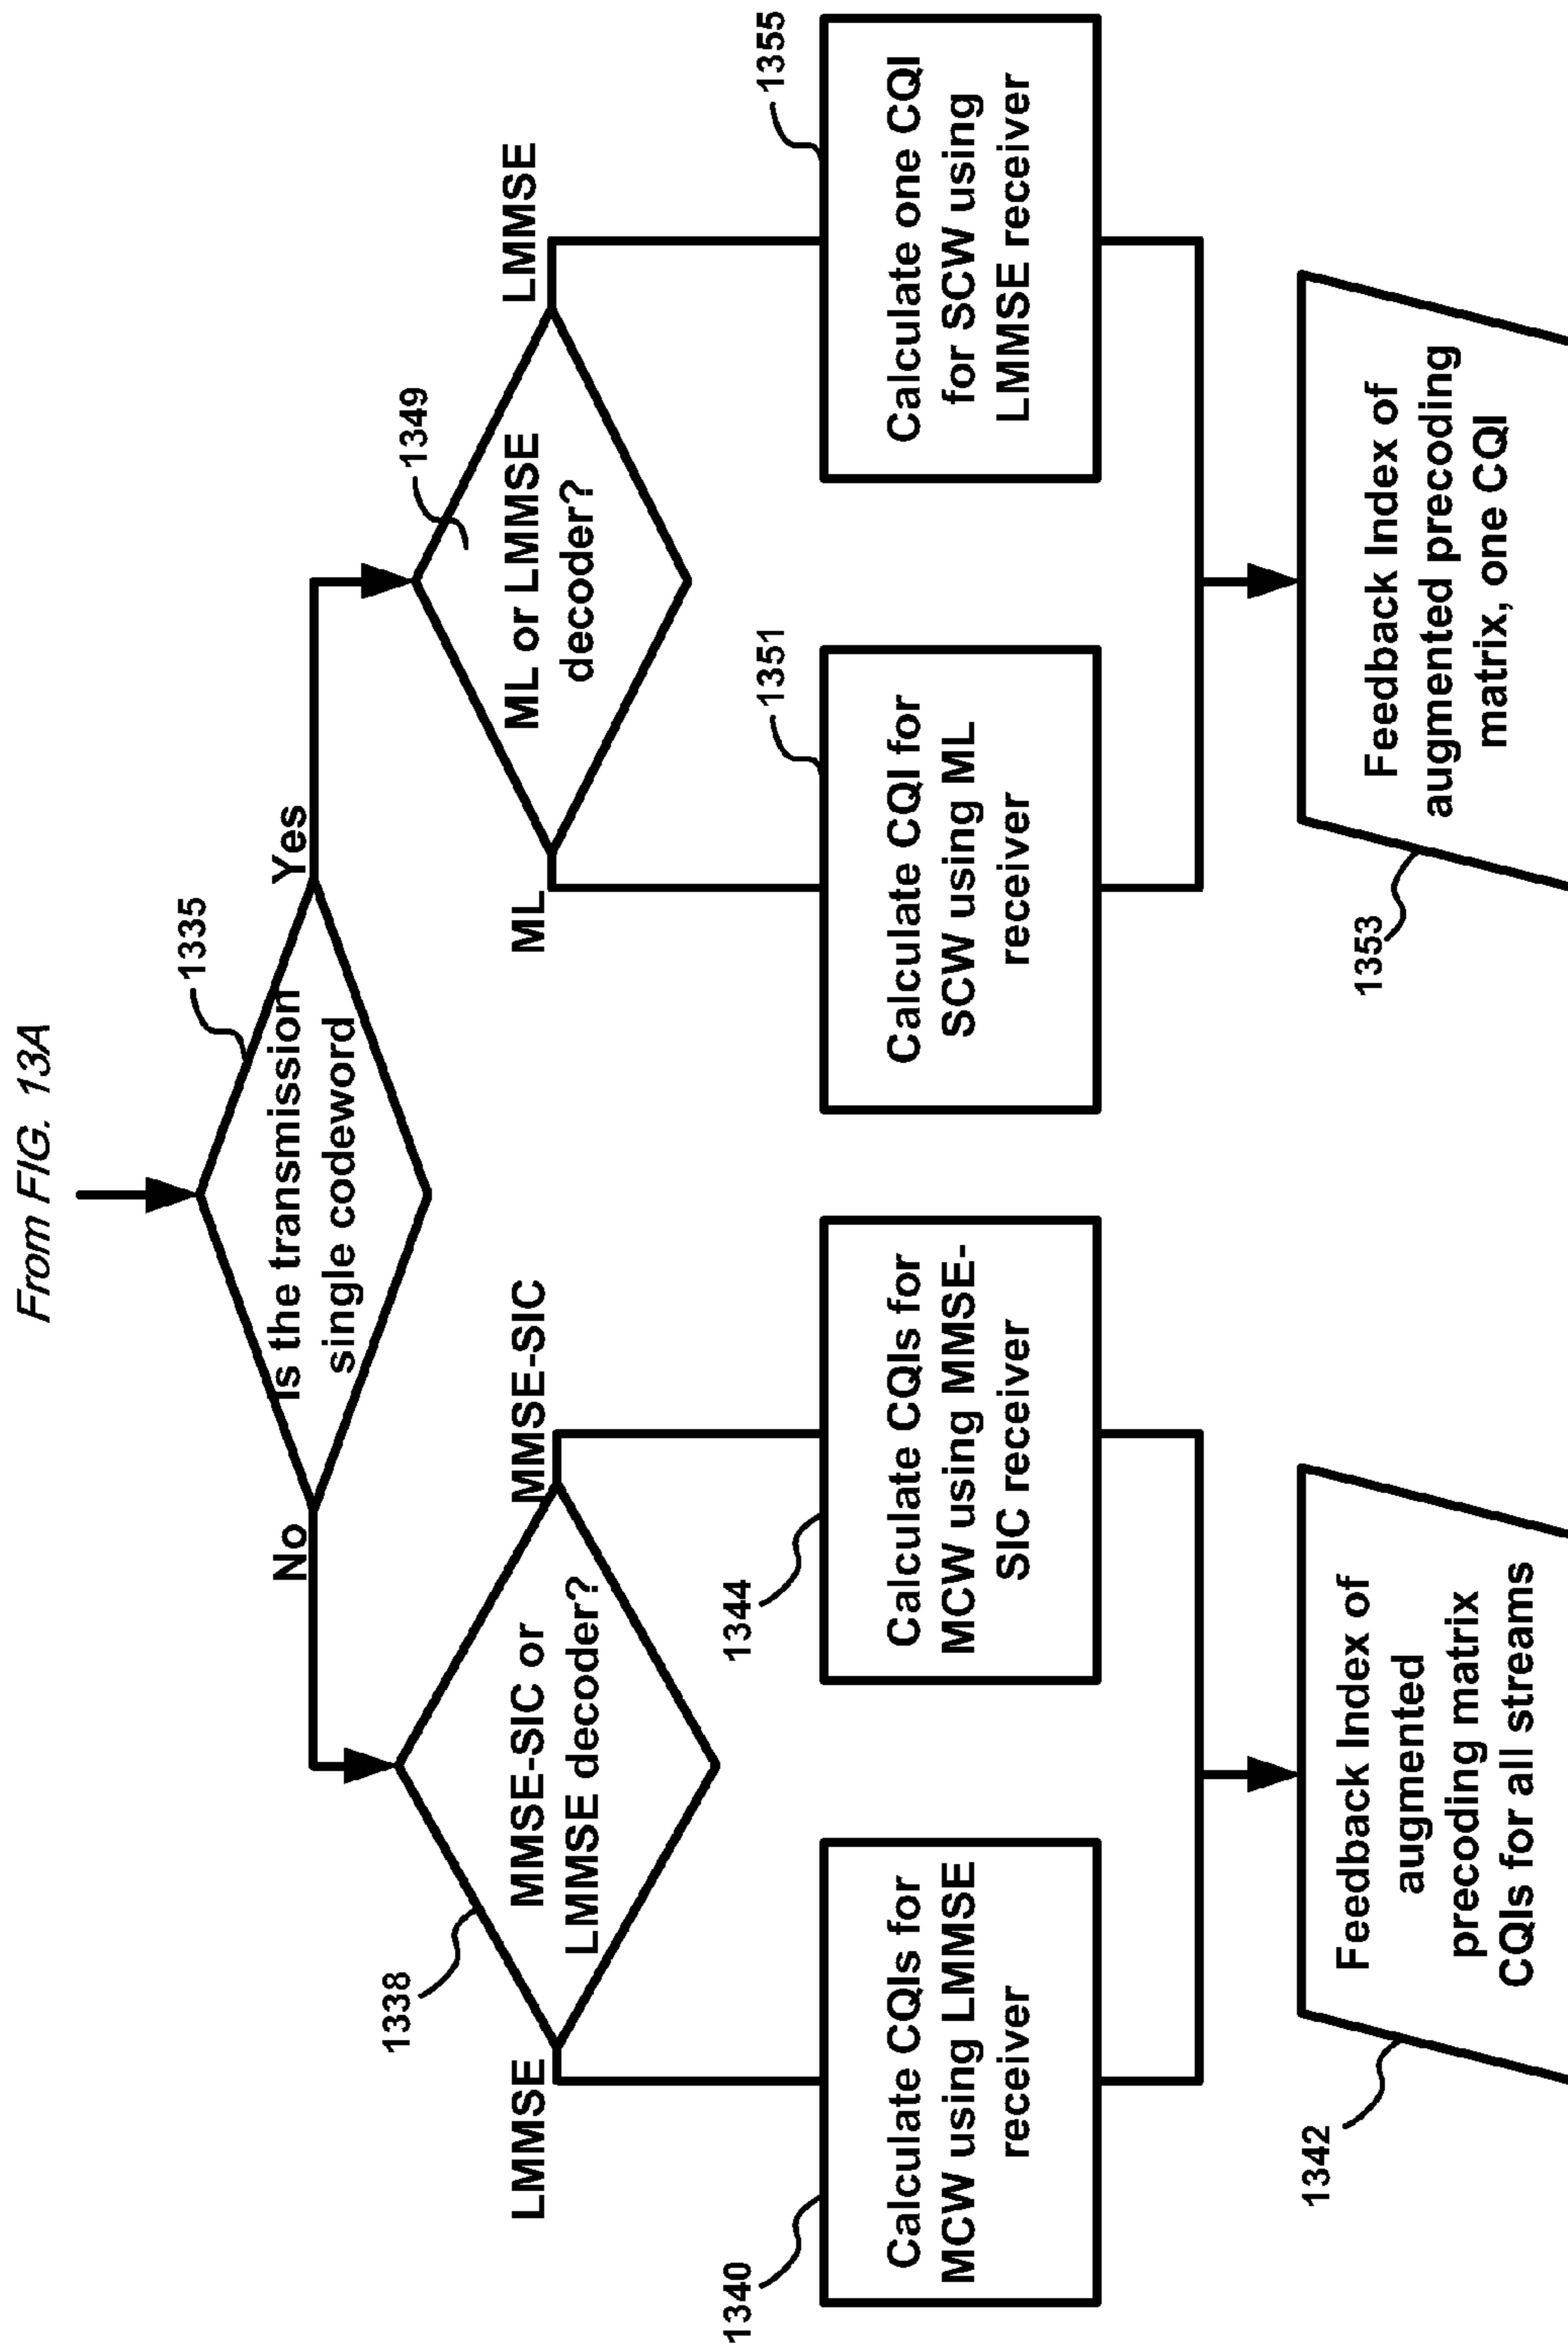 From FIG. 13A
1335
Is the transmission
single codeword
No
Yes
1338
MMSE-SIC or
LMMSE decoder?
LMMSE
MMSE-SIC
1349
ML or LMMSE
decoder?
ML
LMMSE
1340
Calculate CQIs for
MCW using LMMSE
receiver
1344
Calculate CQIs for
MCW using MMSE-
SIC receiver
1351
Calculate CQI for
SCW using ML
receiver
1355
Calculate one CQI
for SCW using
LMMSE receiver
1342
Feedback Index of
augmented
precoding matrix
CQIs for all streams
1353
Feedback Index of
augmented precoding
matrix, one CQI